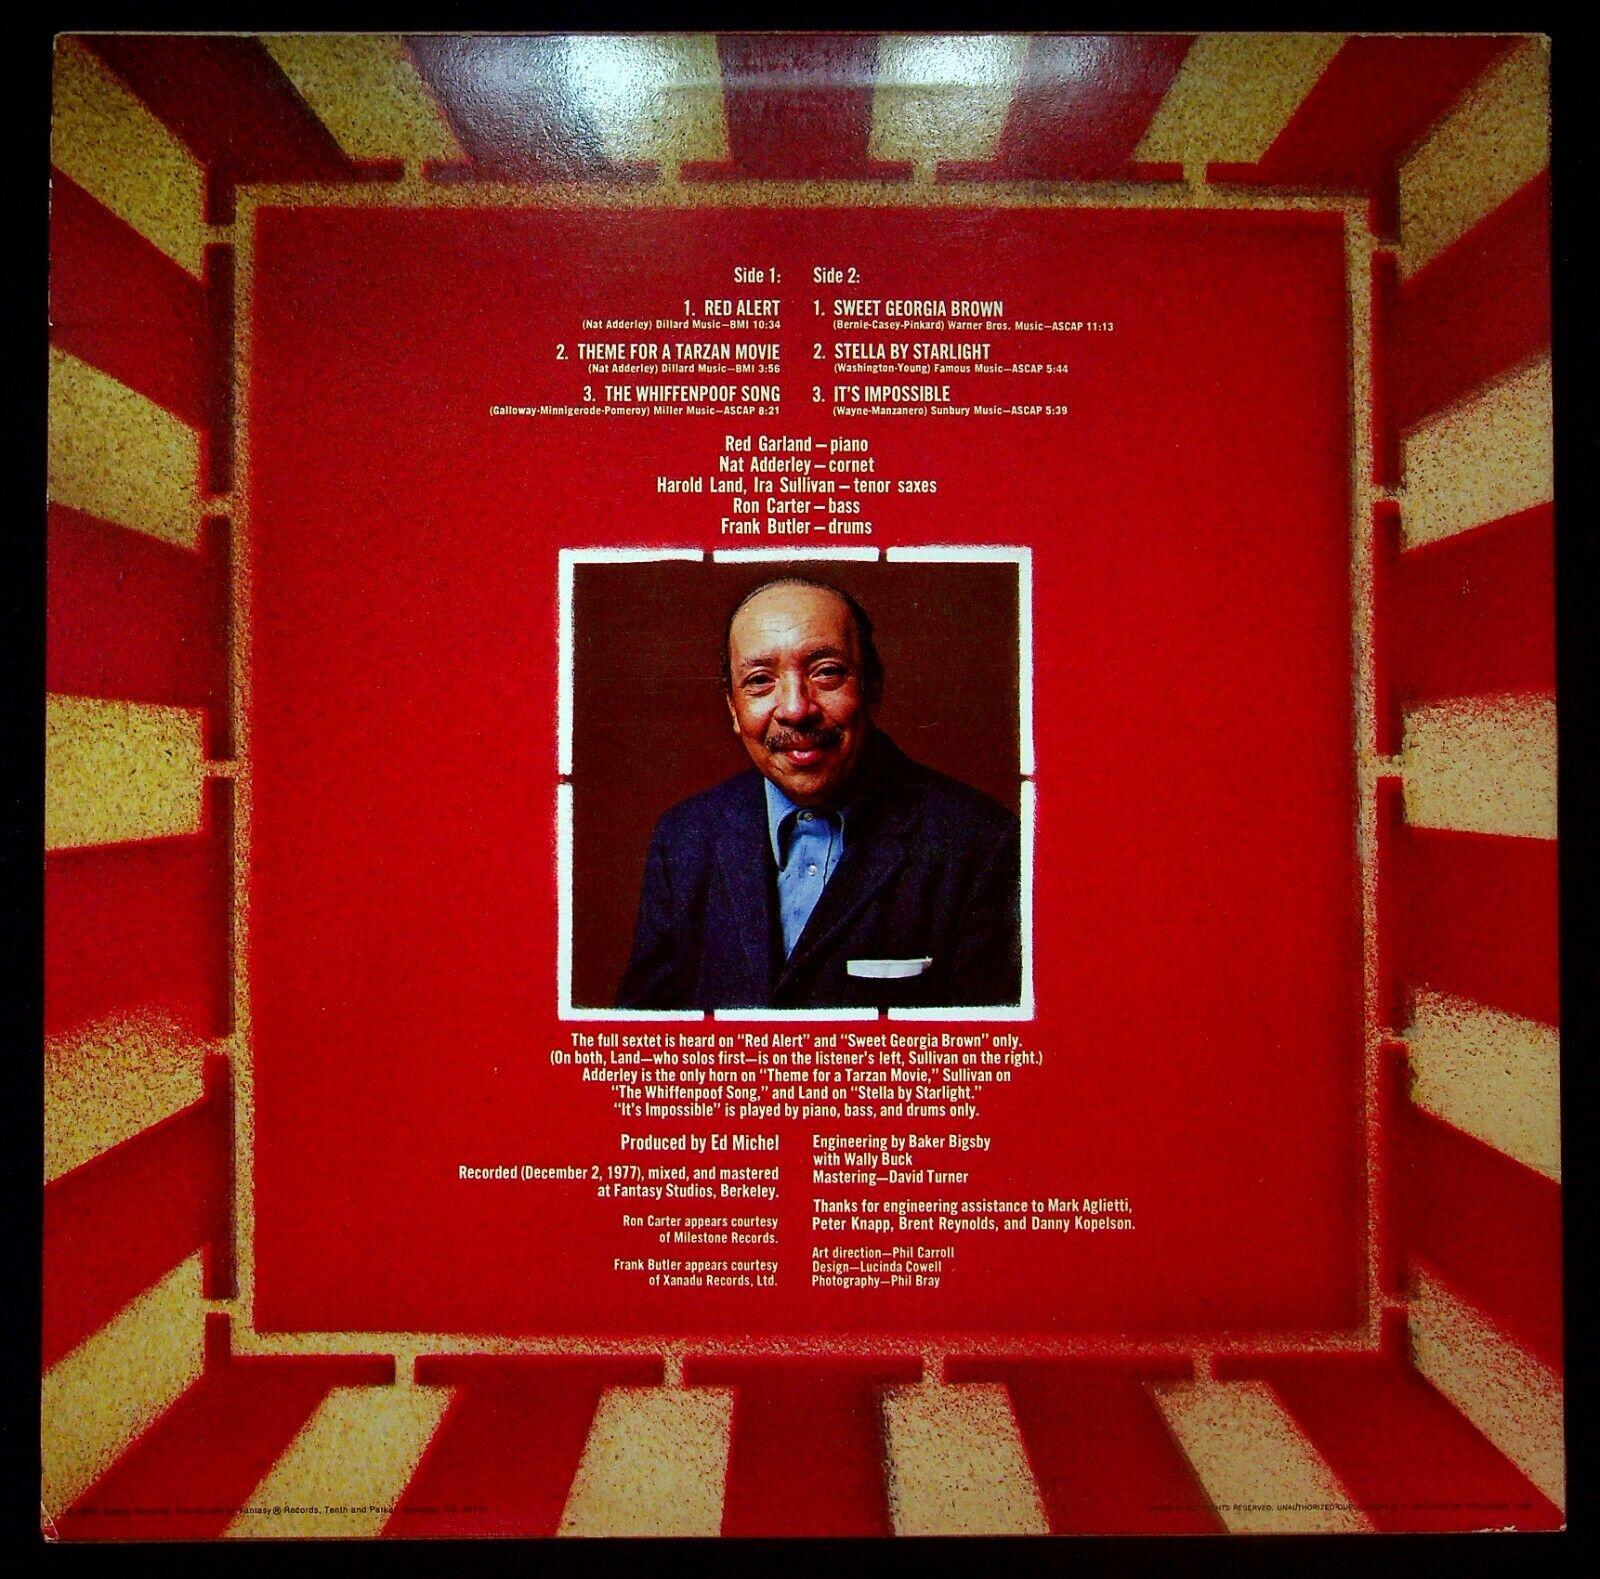 Side 1:
1. RED ALERT
(Nat Adderley) Dillard Music—BMI 10:34
2. THEME FOR A TARZAN MOVIE
(Nat Adderley) Dillard Music—BMI 3:56
3. THE WHIFFENPOOF SONG
(Galloway-Minnigerode-Pomeroy) Miller Music—ASCAP 8:21
Side 2:
1. SWEET GEORGIA BROWN
(Bernie-Casey-Pinkard) Warner Bros. Music—ASCAP 11:13
2. STELLA BY STARLIGHT
(Washington-Young) Famous Music—ASCAP 5:44
3. IT'S IMPOSSIBLE
(Wayne-Manzanero) Sunbury Music—ASCAP 5:39
Red Garland—piano
Nat Adderley—cornet
Harold Land, Ira Sullivan—tenor saxes
Ron Carter—bass
Frank Butler—drums
The full sextet is heard on "Red Alert" and "Sweet Georgia Brown" only.
(On both, Land—who solos first—is on the listener's left, Sullivan on the right.)
Adderley is the only horn on "Theme for a Tarzan Movie," Sullivan on
"The Whiffenpoof Song," and Land on "Stella by Starlight."
"It's Impossible" is played by piano, bass, and drums only.
Produced by Ed Michel
Recorded (December 2, 1977), mixed, and mastered
at Fantasy Studios, Berkeley.
Ron Carter appears courtesy
of Milestone Records.
Frank Butler appears courtesy
of Xanadu Records, Ltd.
Engineering by Baker Bigsby
with Wally Buck
Mastering—David Turner
Thanks for engineering assistance to Mark Aglietti,
Peter Knapp, Brent Reynolds, and Danny Kopelson.
Art direction—Phil Carroll
Design—Lucinda Cowell
Photography—Phil Bray
Fantasy® Records, Tenth and Parker
RIGHTS RESERVED. UNAUTHORIZED